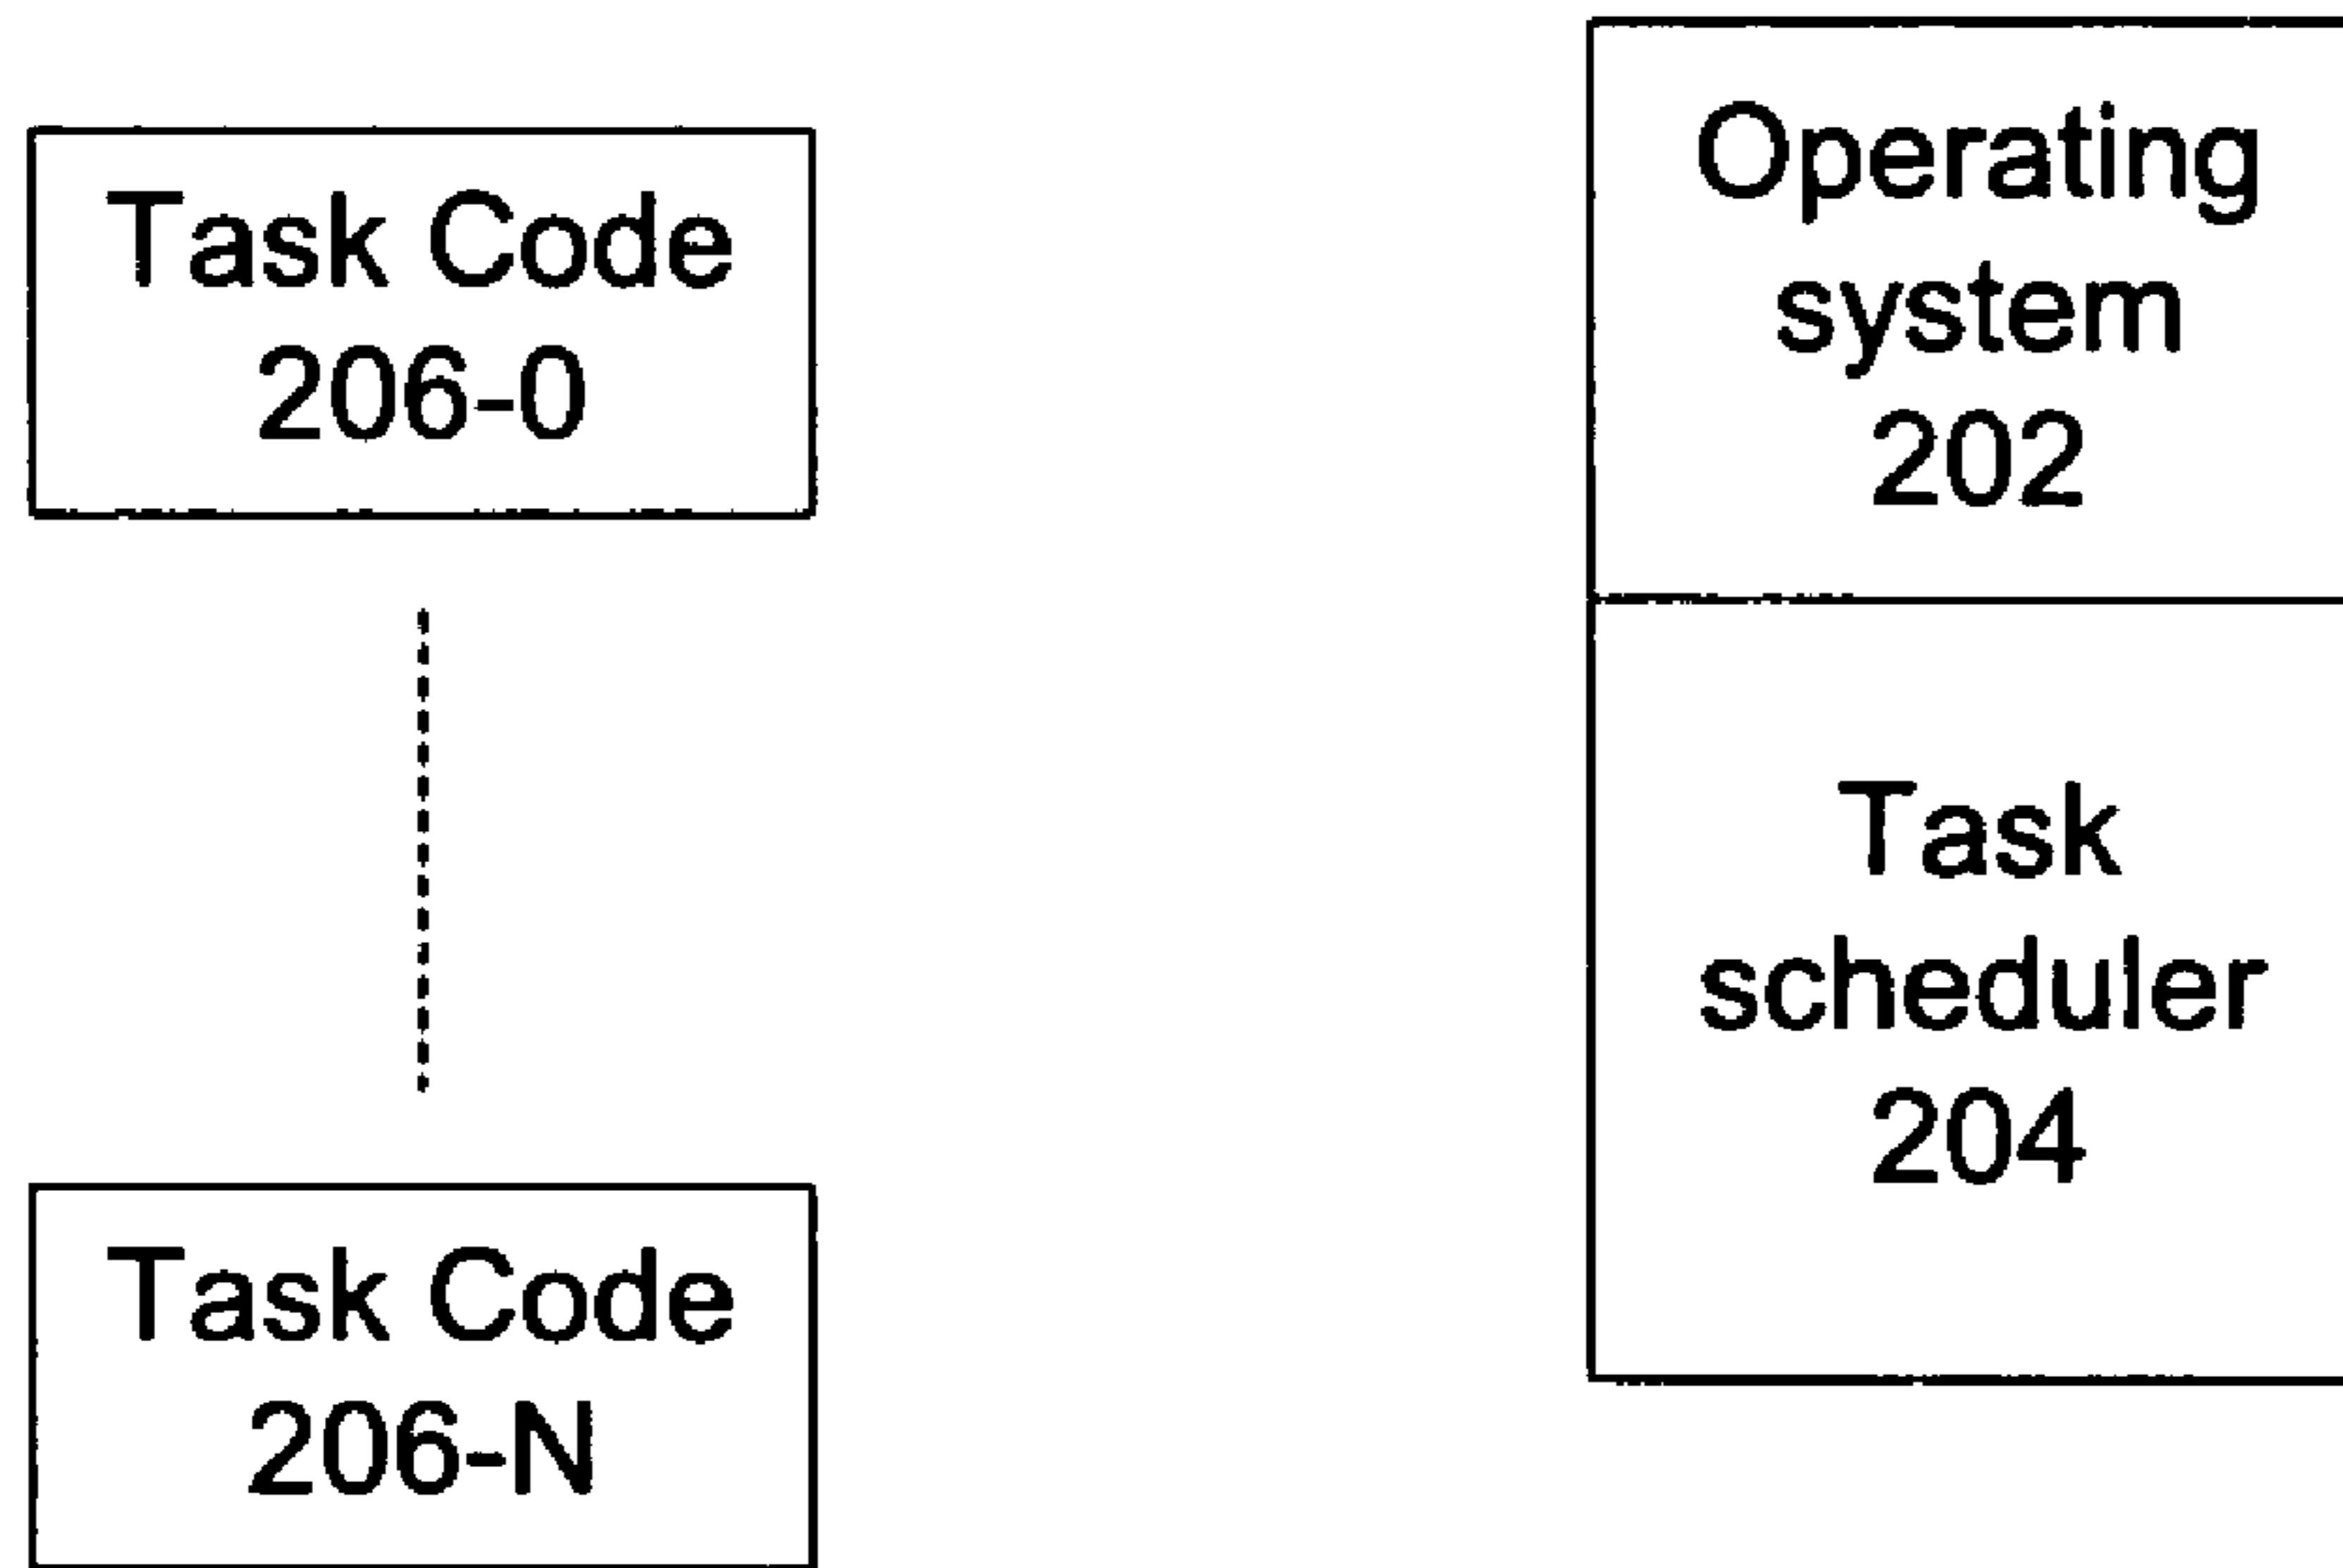 Task Code
206-0
Task Code
206-N
Operating
system
202
Task
scheduler
204